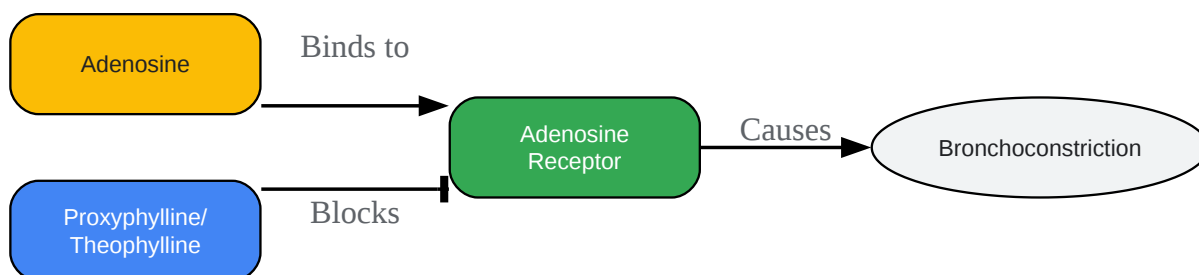 Adenosine
Binds to
Adenosine
Receptor
Causes
Bronchoconstriction
Proxyphylline/
Theophylline
Blocks